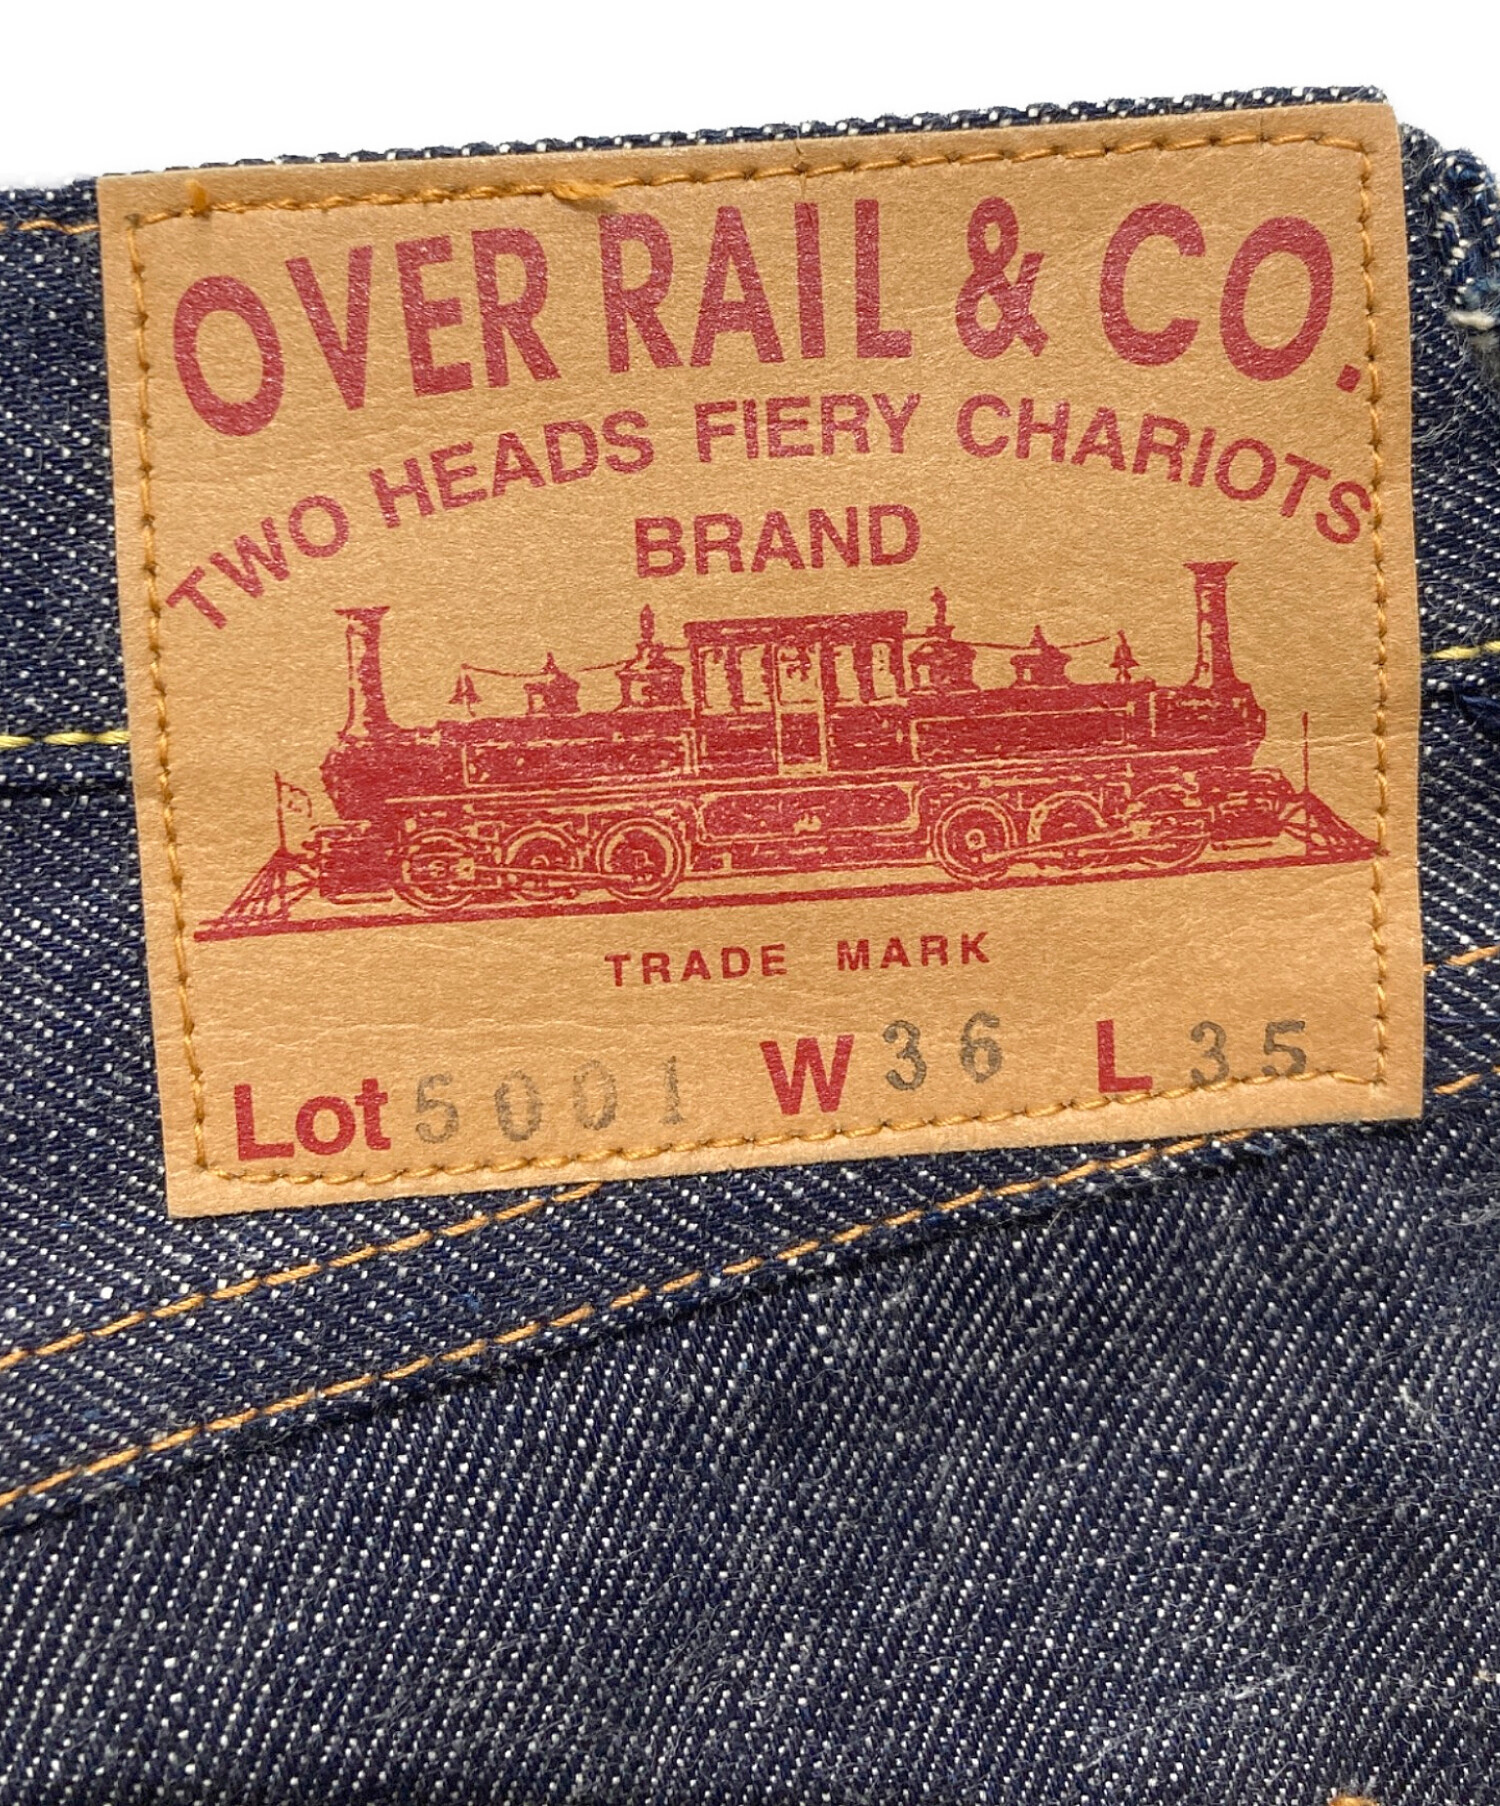 OVER RAIL & CO.
TWO HEADS FIERY CHARIOTS
BRAND
TRADE MARK
Lot 5001 W 36 L 35